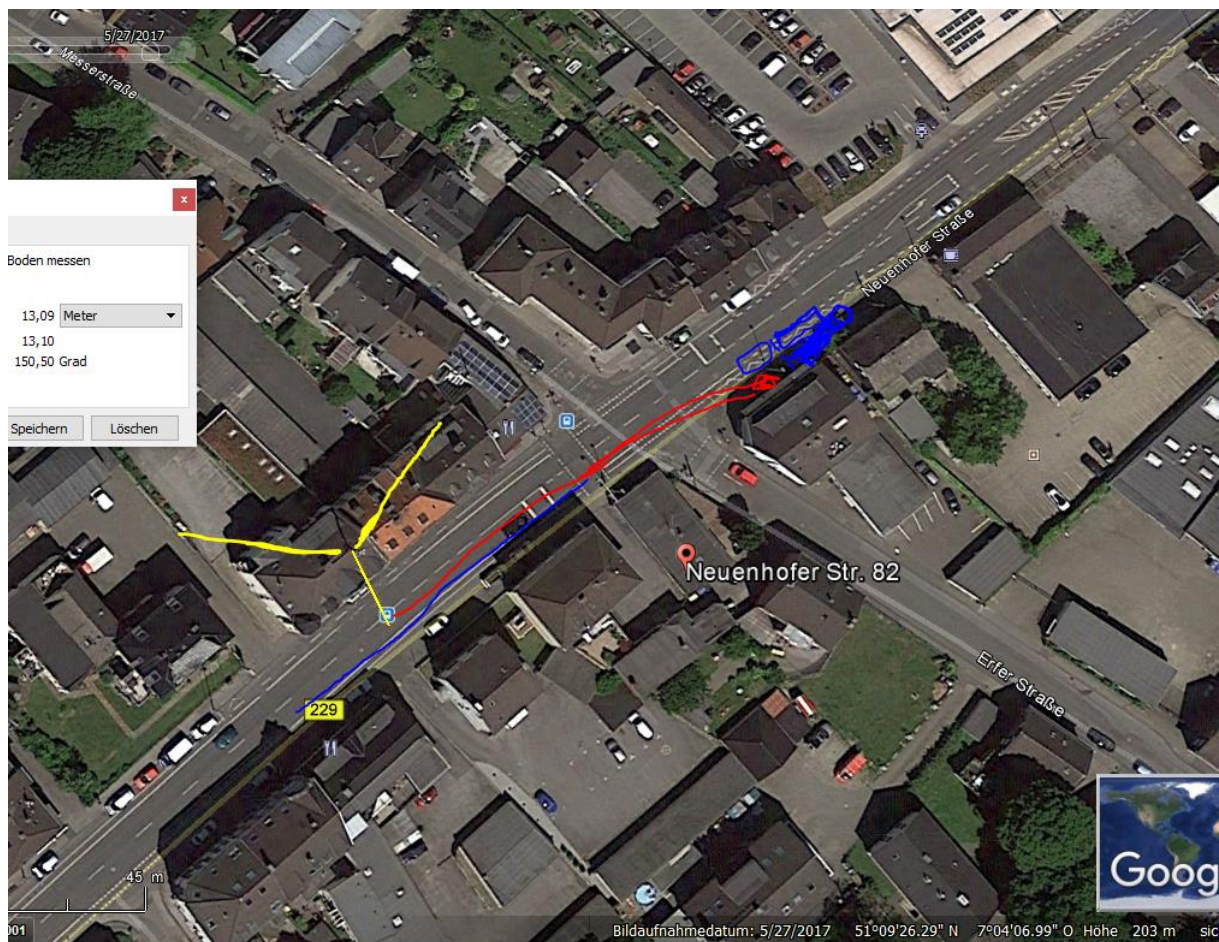 5/27/2017
Messerstraße
x
Boden messen
13,09 Meter
13,10
150,50 Grad
Speichern Löschen
Neuenhofer Straße
Neuenhofer Str. 82
Erfer Straße
229
45 m
Goog
001
Bildaufnahmedatum: 5/27/2017 51°09'26.29" N 7°04'06.99" O Höhe 203 m sic